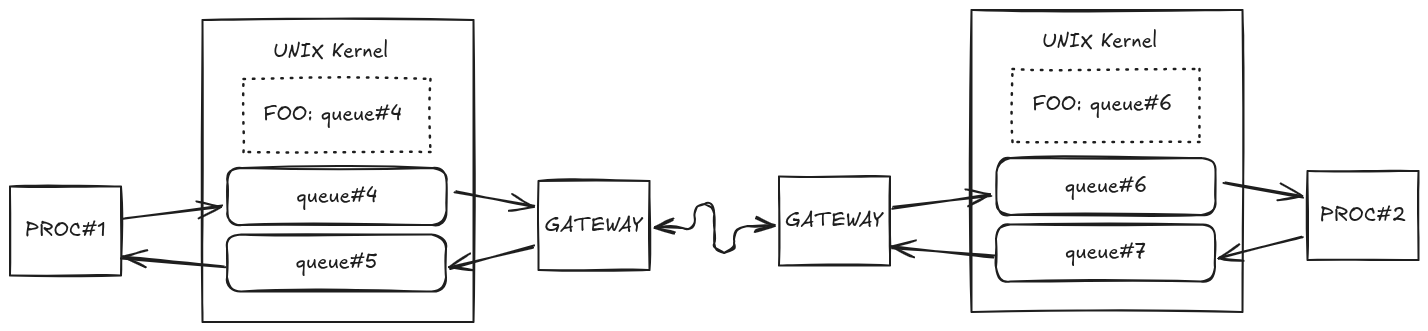 UNIX Kernel
FOO: queue#4
queue#4
queue#5
PROC#1
GATEWAY
GATEWAY
UNIX Kernel
FOO: queue#6
queue#6
queue#7
PROC#2